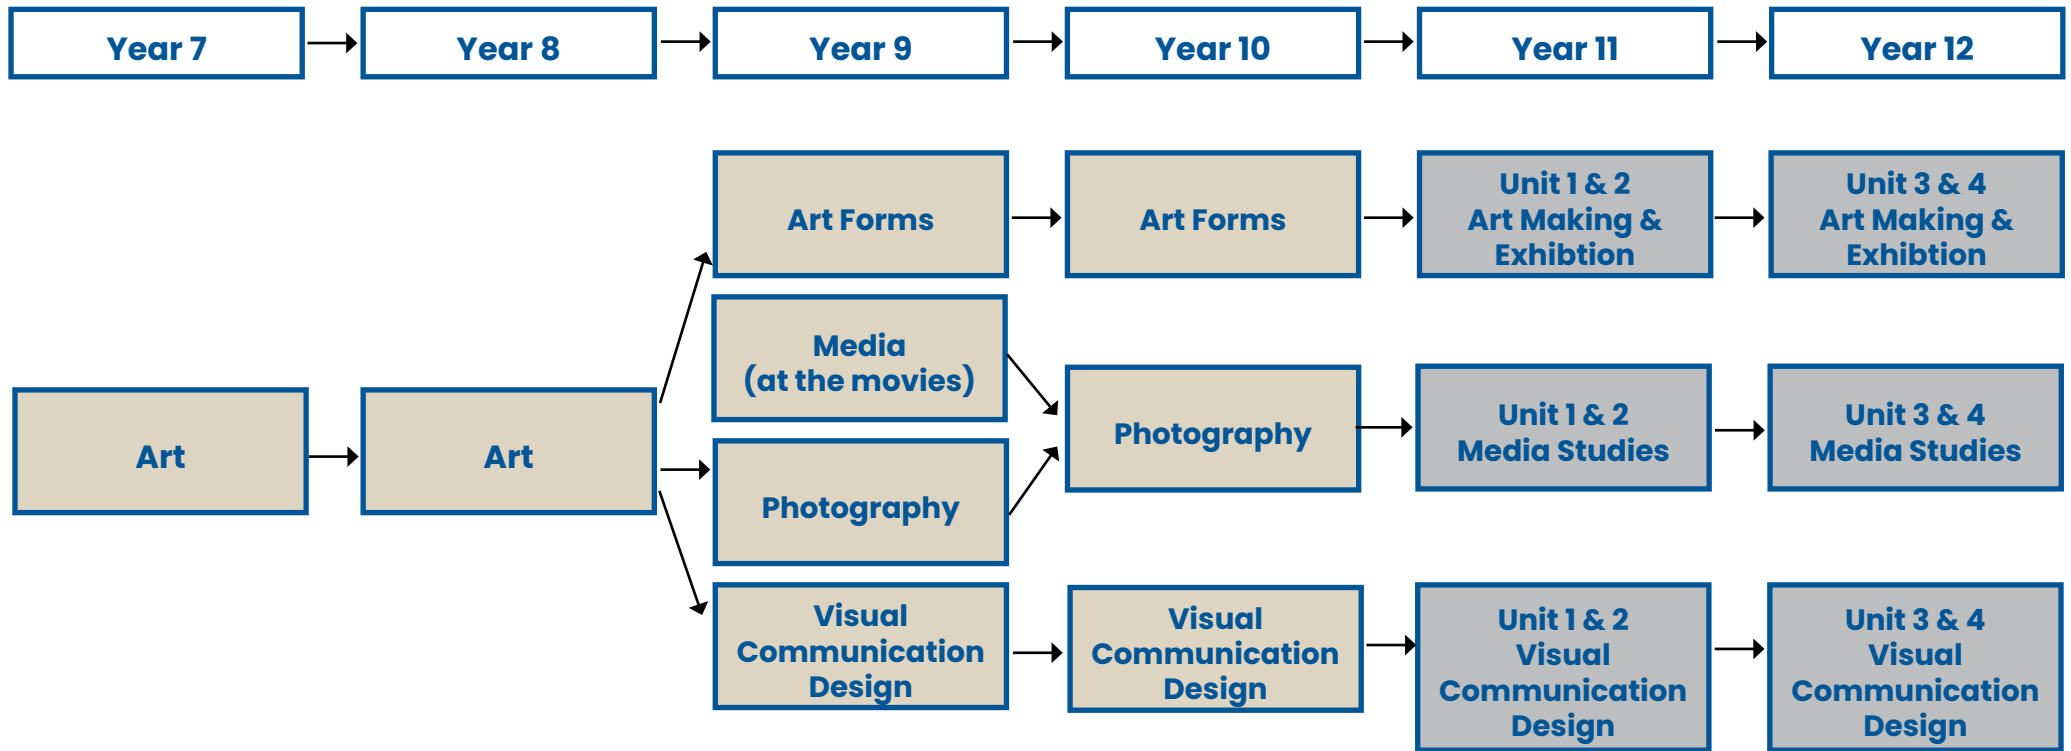 Year 7
Year 8
Year 9
Year 10
Year 11
Year 12
Art
Art
Art Forms
Media
(at the movies)
Photography
Visual
Communication
Design
Art Forms
Photography
Visual
Communication
Design
Unit 1 & 2
Art Making &
Exhibtion
Unit 1 & 2
Media Studies
Unit 1 & 2
Visual
Communication
Design
Unit 3 & 4
Art Making &
Exhibtion
Unit 3 & 4
Media Studies
Unit 3 & 4
Visual
Communication
Design